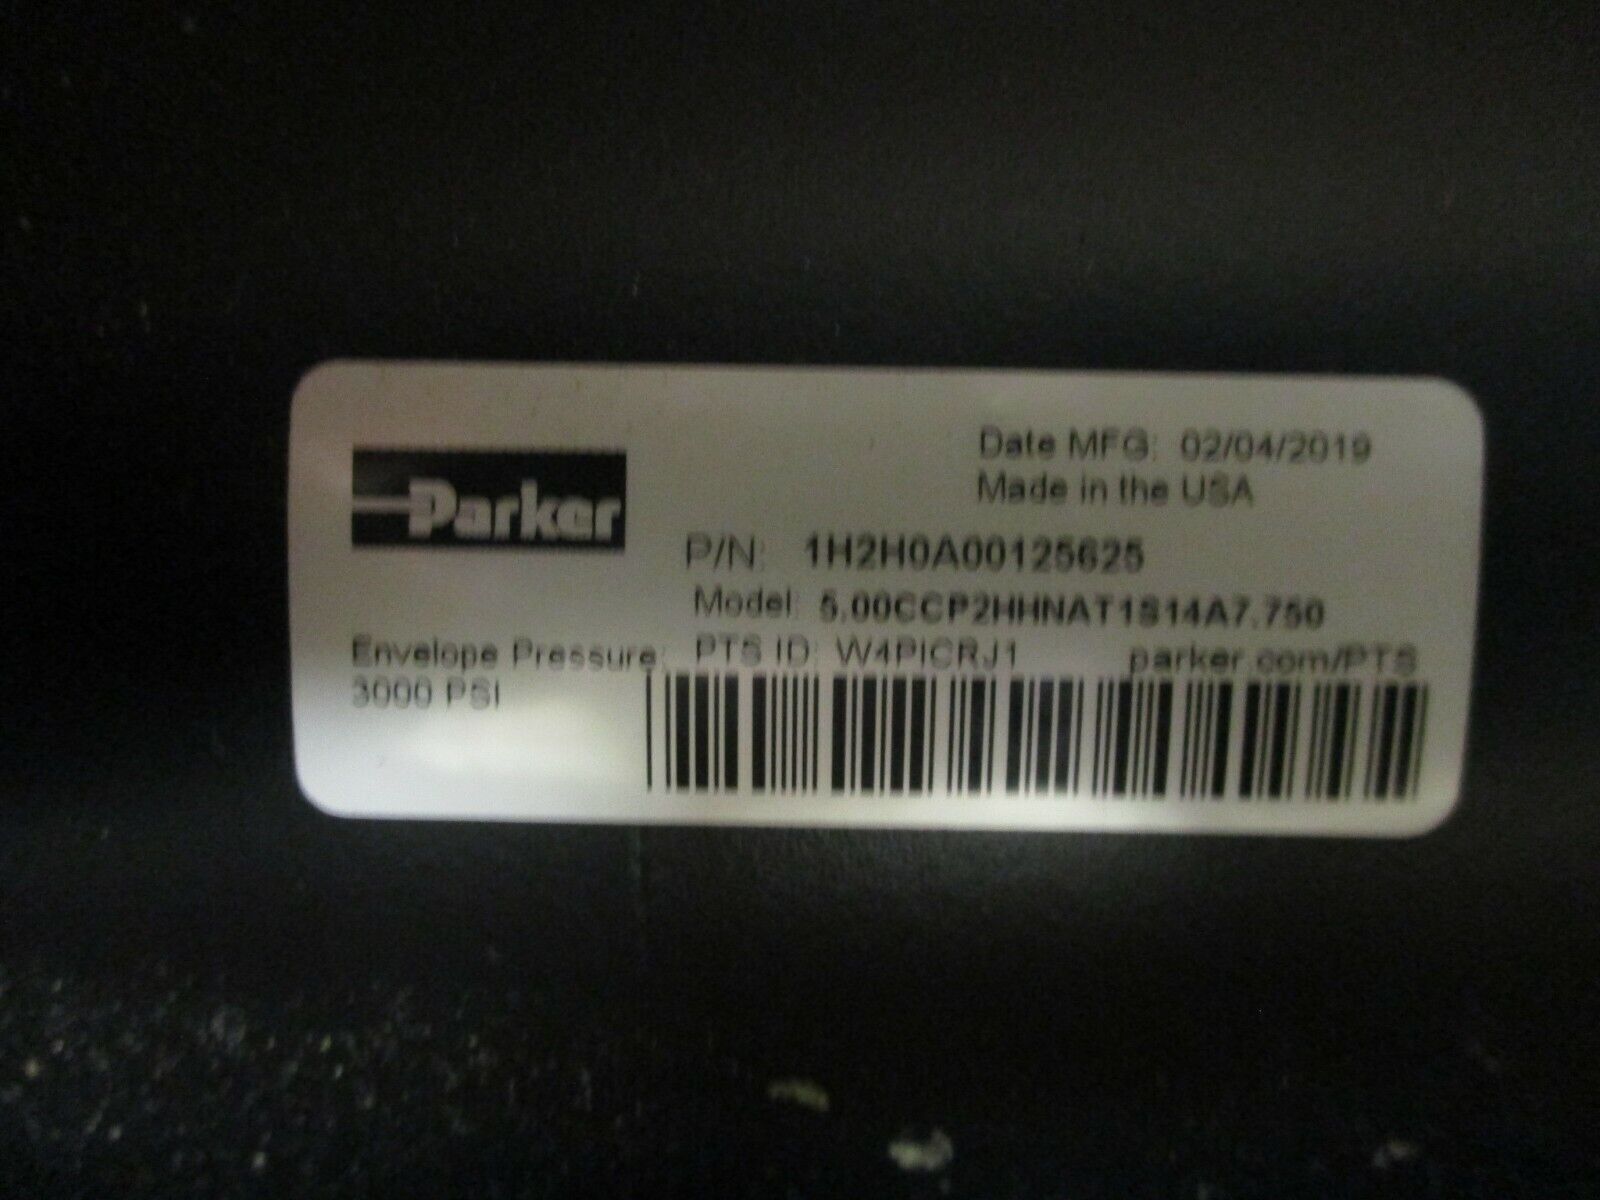 Date MFG: 02/04/2019
Made in the USA
Parker
P/N: 1H2H0A00125625
Model: 5.00CCP2HHNAT1S14A7.750
Envelope Pressure: PTS ID: W4PICRJ1 parker.com/PTS
3000 PSI